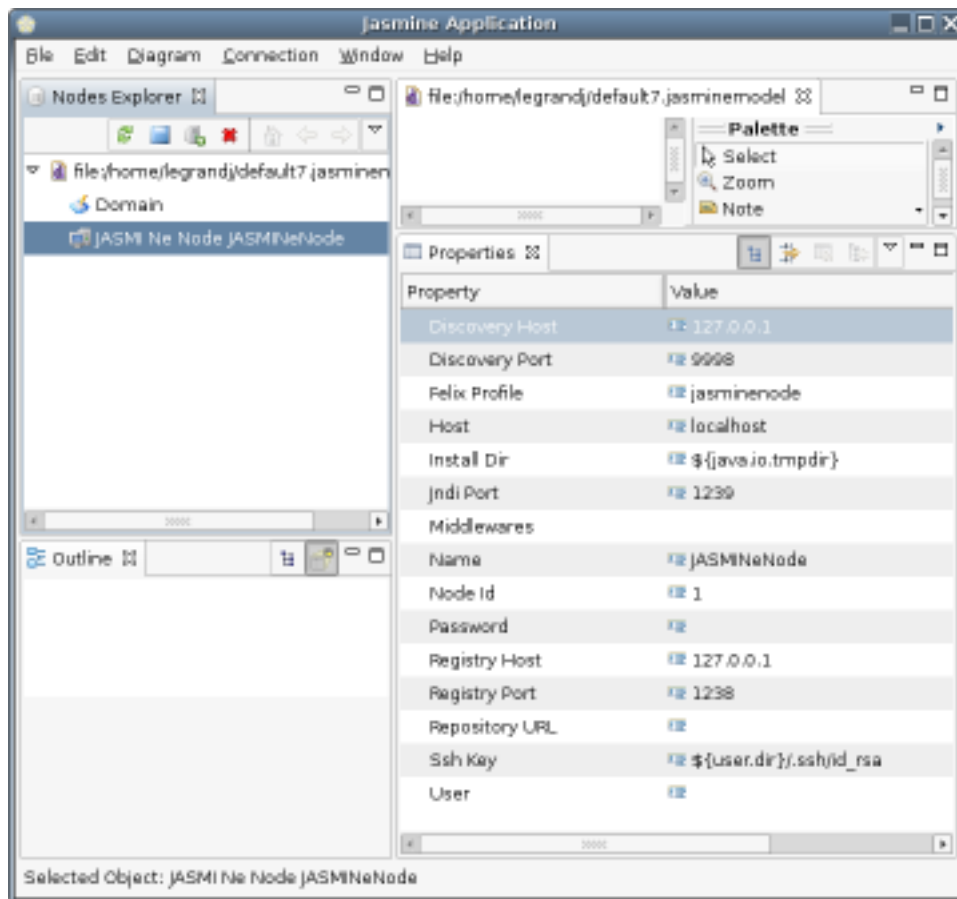 Jasmine Application
File Edit Diagram Connection Window Help
Nodes Explorer
file:/home/legrandj/default7.jasminen
Domain
JASMI Ne Node JASMINeNode
Outline
file:/home/legrandj/default7.jasminemodel
Palette
Select
Zoom
Note
Properties
Property Value
Discovery Host 127.0.0.1
Discovery Port 9998
Felix Profile jasminenode
Host localhost
Install Dir ${java.io.tmpdir}
Jndi Port 1239
Middlewares
Name JASMINeNode
Node Id 1
Password
Registry Host 127.0.0.1
Registry Port 1238
Repository URL
Ssh Key ${user.dir}/.ssh/id_rsa
User
Selected Object: JASMI Ne Node JASMINeNode